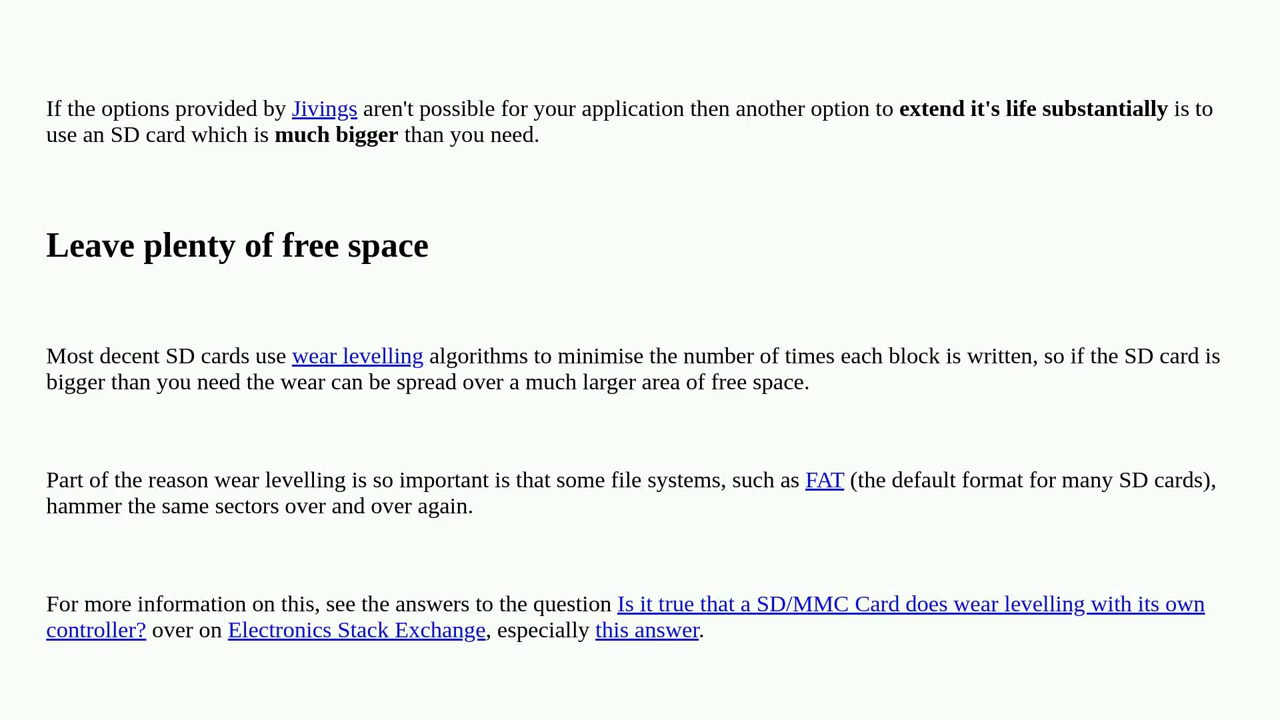 If the options provided by Jivings aren't possible for your application then another option to extend it's life substantially is to
use an SD card which is much bigger than you need.
Leave plenty of free space
Most decent SD cards use wear levelling algorithms to minimise the number of times each block is written, so if the SD card is
bigger than you need the wear can be spread over a much larger area of free space.
Part of the reason wear levelling is so important is that some file systems, such as FAT (the default format for many SD cards),
hammer the same sectors over and over again.
For more information on this, see the answers to the question Is it true that a SD/MMC Card does wear levelling with its own
controller? over on Electronics Stack Exchange, especially this answer.